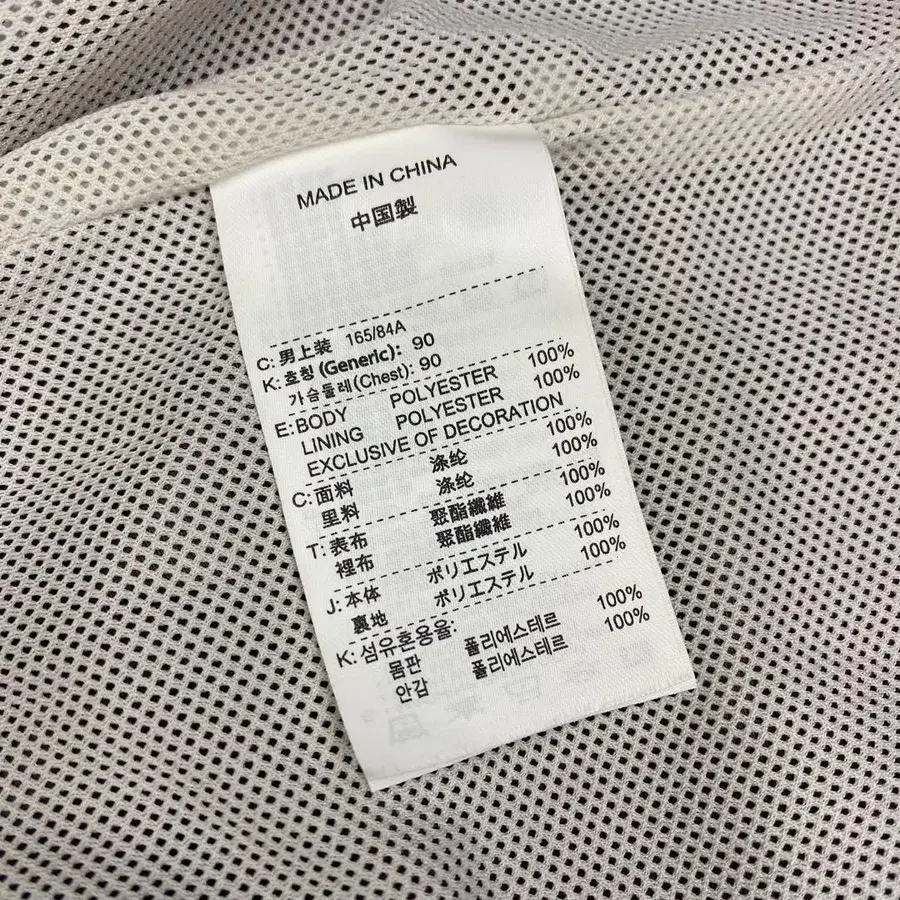 MADE IN CHINA
中国製
C: 男上装 165/84A
K: 호칭 (Generic): 90
가슴둘레(Chest): 90
E: BODY POLYESTER 100%
LINING POLYESTER 100%
EXCLUSIVE OF DECORATION
C: 面料 涤纶 100%
里料 涤纶 100%
T: 表布 聚酯纖維 100%
裡布 聚酯纖維 100%
J: 本体 ポリエステル 100%
裏地 ポリエステル 100%
K: 섬유혼용율:
몸판 폴리에스테르 100%
안감 폴리에스테르 100%